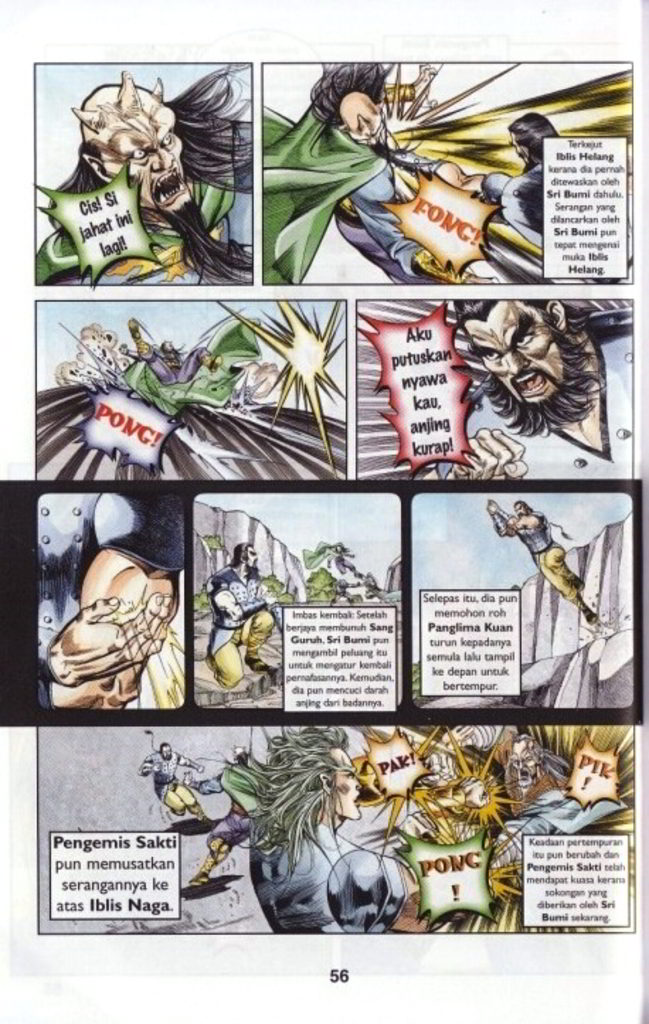 Cis! Si
jahat ini
lagi!
FONG!!
Terkejut
Iblis Helang
kerana dia pernah
ditewaskan oleh
Sri Bumi dahulu.
Serangan yang
dilancarkan oleh
Sri Bumi pun
tepat mengenai
muka Iblis
Helang.
PONG!
Aku
putuskan
nyawa
kau,
anjing
kurap!
Imbas kembali: Setelah
berjaya membunuh Sang
Guruh, Sri Bumi pun
mengambil peluang itu
untuk mengatur kembali
pernafasannya. Kemudian,
dia pun mencuci darah
anjing dari badannya.
Selepas itu, dia pun
memohon roh
Panglima Kuan
turun kepadanya
semula lalu tampil
ke depan untuk
bertempur.
Pengemis Sakti
pun memusatkan
serangannya ke
atas Iblis Naga.
PAK!
PIK
!
PONG
!
Keadaan pertempuran
itu pun berubah dan
Pengemis Sakti telah
mendapat kuasa kerana
sokongan yang
diberikan oleh Sri
Bumi sekarang.
56